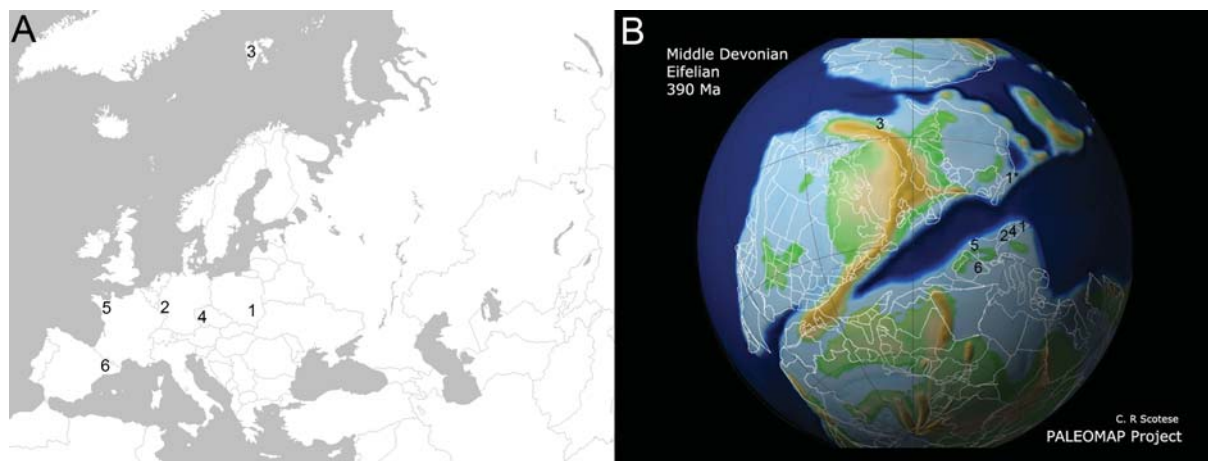 A
3
5
2
4
1
6
B
Middle Devonian
Eifelian
390 Ma
3
1*
2 4 1
5
6
C. R Scotese
PALEOMAP Project